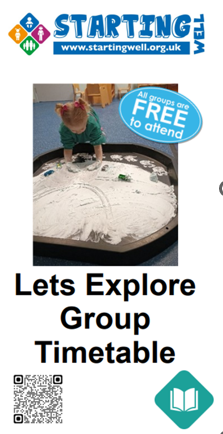 STARTING WELL
www.startingwell.org.uk
All groups are
FREE
to attend
Lets Explore
Group
Timetable